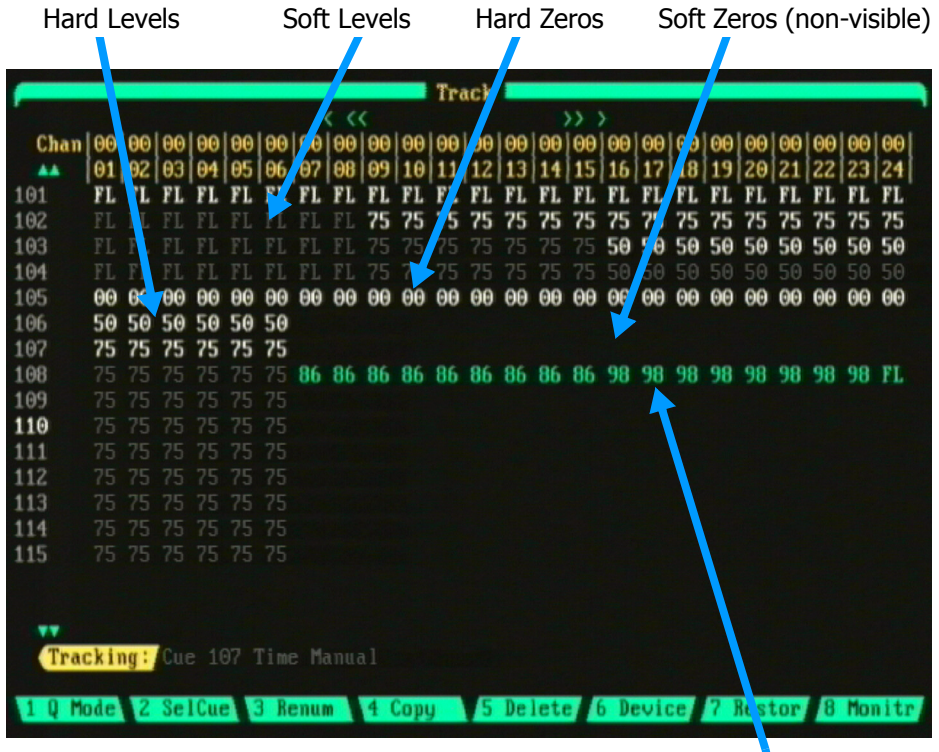 Hard Levels Soft Levels Hard Zeros Soft Zeros (non-visible)
Track
< << >> >
Chan 00 00 00 00 00 00 00 00 00 00 00 00 00 00 00 00 00 00 00 00 00 00 00 00
01 02 03 04 05 06 07 08 09 10 11 12 13 14 15 16 17 18 19 20 21 22 23 24
101 FL FL FL FL FL FL FL FL FL FL FL FL FL FL FL FL FL FL FL FL FL FL FL FL
102 FL FL FL FL FL FL FL FL 75 75 75 75 75 75 75 75 75 75 75 75 75 75 75 75
103 FL FL FL FL FL FL FL FL 75 75 75 75 75 75 75 50 50 50 50 50 50 50 50 50
104 FL FL FL FL FL FL FL FL 75 75 75 75 75 75 75 50 50 50 50 50 50 50 50 50
105 00 00 00 00 00 00 00 00 00 00 00 00 00 00 00 00 00 00 00 00 00 00 00 00
106 50 50 50 50 50 50
107 75 75 75 75 75 75
108 75 75 75 75 75 75 86 86 86 86 86 86 86 86 86 98 98 98 98 98 98 98 98 FL
109 75 75 75 75 75 75
110 75 75 75 75 75 75
111 75 75 75 75 75 75
112 75 75 75 75 75 75
113 75 75 75 75 75 75
114 75 75 75 75 75 75
115 75 75 75 75 75 75
Tracking: Cue 107 Time Manual
1 Q Mode 2 SelCue 3 Renum 4 Copy 5 Delete 6 Device 7 Restor 8 Monitr